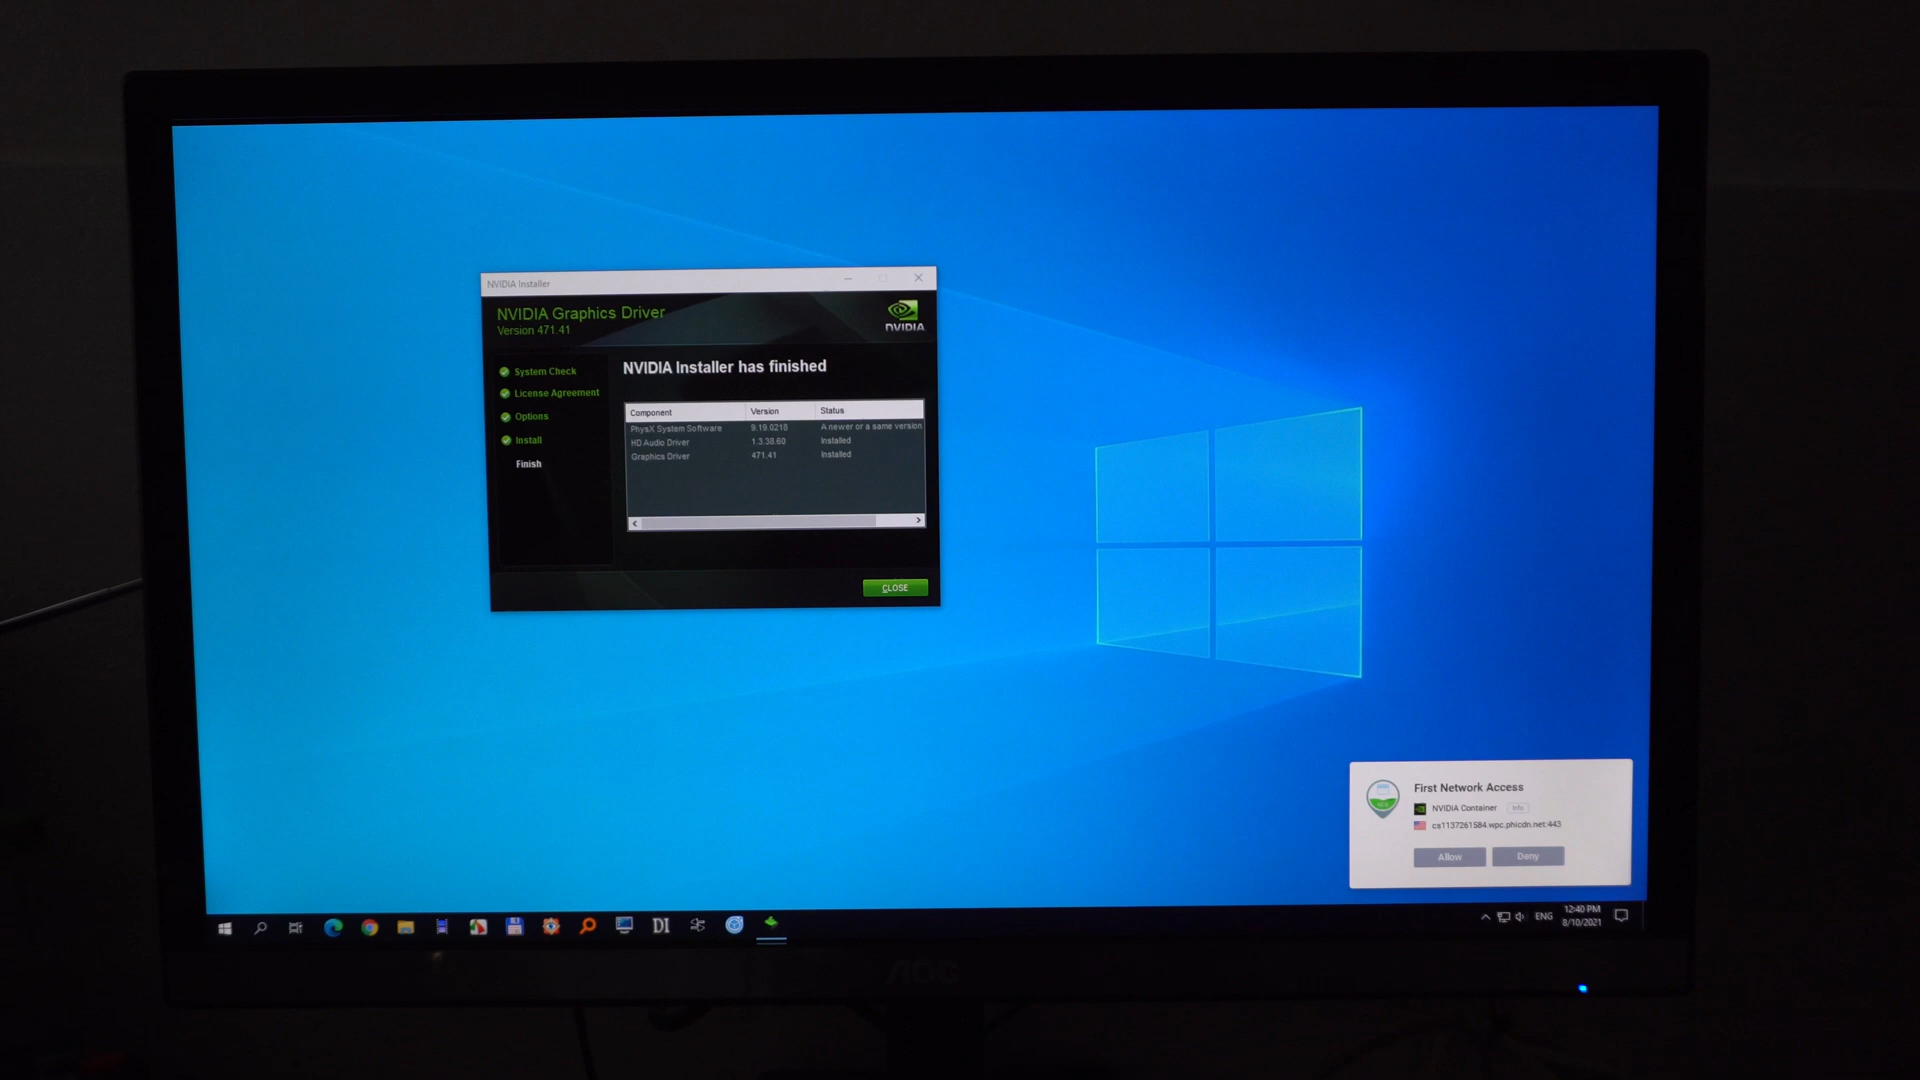 NVIDIA Installer
NVIDIA Graphics Driver
Version 471.41
NVIDIA
System Check
License Agreement
Options
Install
Finish
NVIDIA Installer has finished
Component Version Status
PhysX System Software 9.19.0218 A newer or a same version
HD Audio Driver 1.3.38.60 Installed
Graphics Driver 471.41 Installed
CLOSE
First Network Access
NVIDIA Container Info
cs1137261584.wpc.phicdn.net:443
Allow Deny
DI
ENG
12:40 PM
8/10/2021
AOC